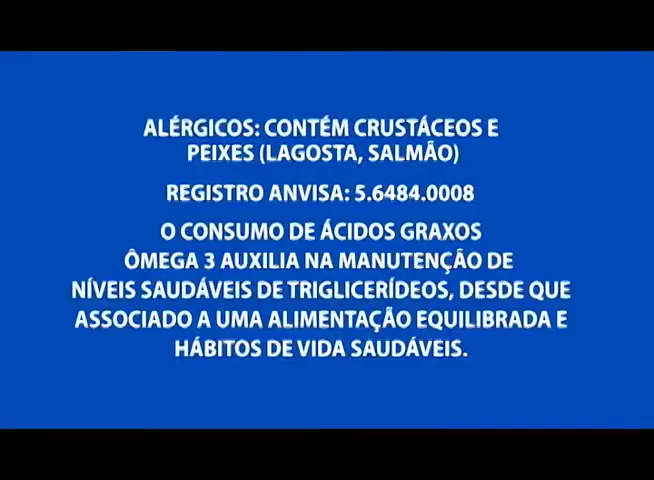 ALÉRGICOS: CONTÉM CRUSTÁCEOS E
PEIXES (LAGOSTA, SALMÃO)
REGISTRO ANVISA: 5.6484.0008
O CONSUMO DE ÁCIDOS GRAXOS
ÔMEGA 3 AUXILIA NA MANUTENÇÃO DE
NÍVEIS SAUDÁVEIS DE TRIGLICERÍDEOS, DESDE QUE
ASSOCIADO A UMA ALIMENTAÇÃO EQUILIBRADA E
HÁBITOS DE VIDA SAUDÁVEIS.